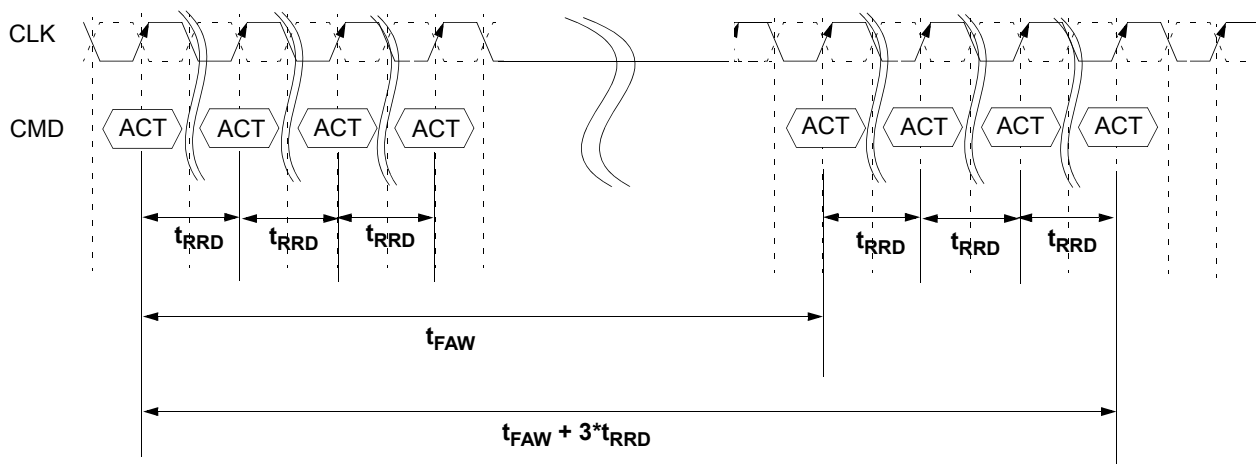 CLK
CMD
ACT ACT ACT ACT ACT ACT ACT ACT
tRRD tRRD tRRD tRRD tRRD tRRD
tFAW
tFAW + 3*tRRD